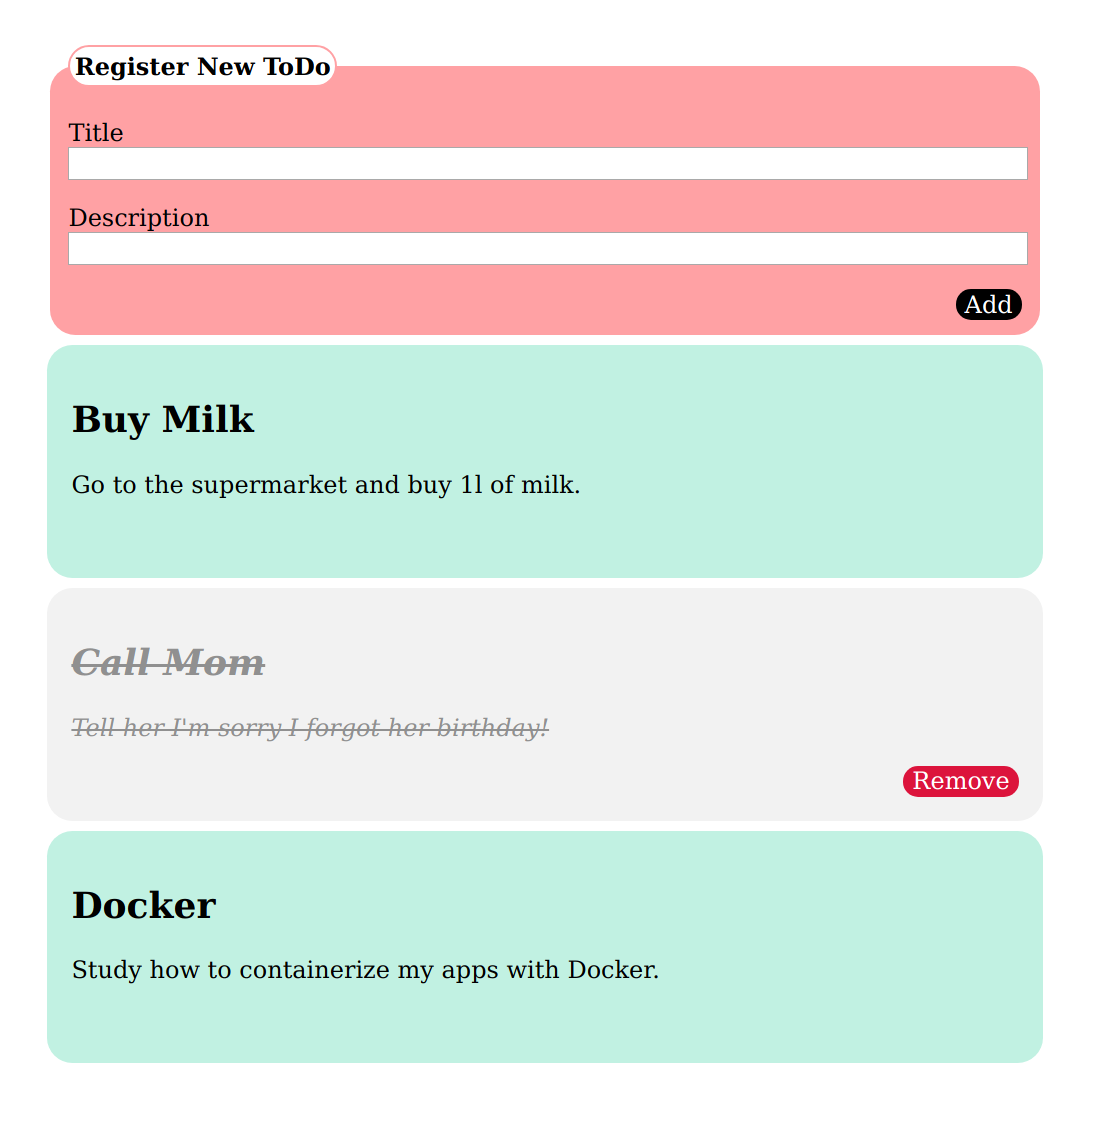 Register New ToDo
Title
Description
Add
Buy Milk
Go to the supermarket and buy 1l of milk.
Call Mom
Tell her I'm sorry I forgot her birthday!
Remove
Docker
Study how to containerize my apps with Docker.